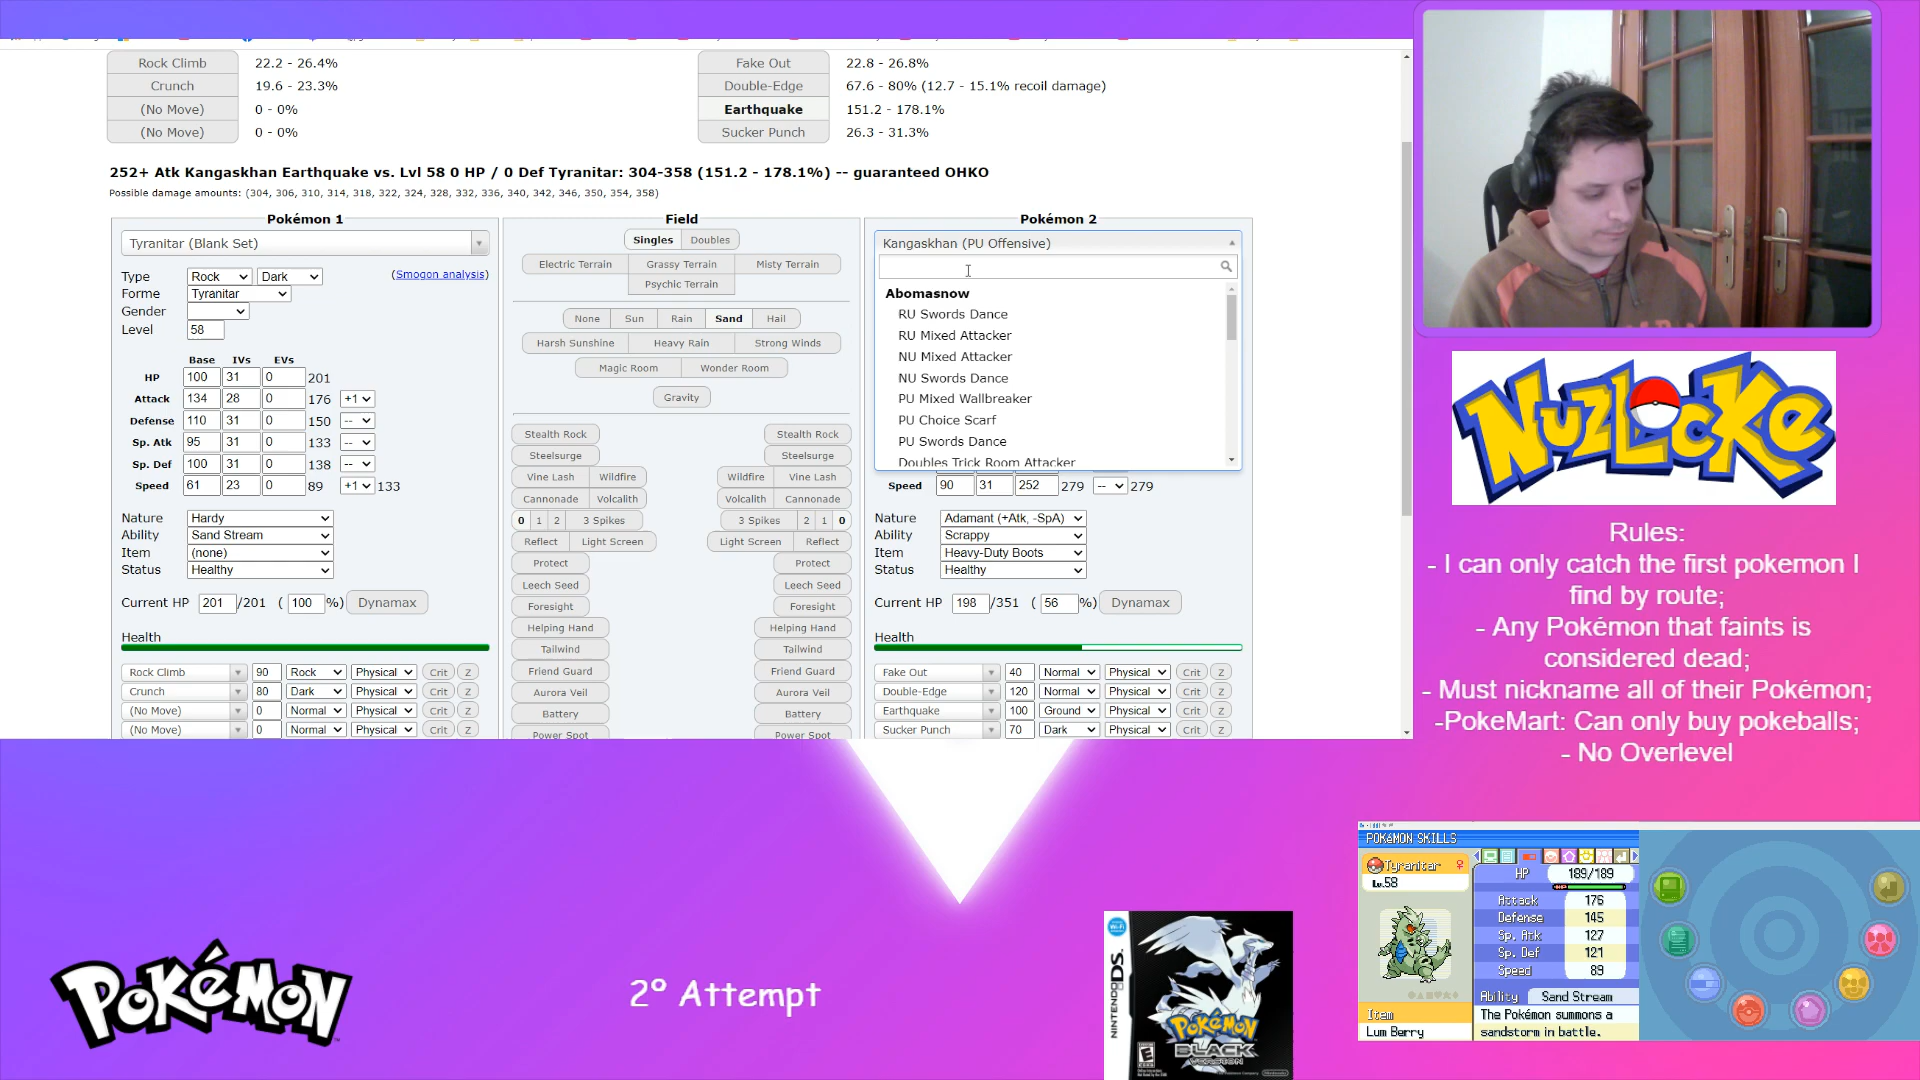 Rock Climb 22.2 - 26.4%
Crunch 19.6 - 23.3%
(No Move) 0 - 0%
(No Move) 0 - 0%
Fake Out 22.8 - 26.8%
Double-Edge 67.6 - 80% (12.7 - 15.1% recoil damage)
Earthquake 151.2 - 178.1%
Sucker Punch 26.3 - 31.3%
252+ Atk Kangaskhan Earthquake vs. Lvl 58 0 HP / 0 Def Tyranitar: 304-358 (151.2 - 178.1%) -- guaranteed OHKO
Possible damage amounts: (304, 306, 310, 314, 318, 322, 324, 328, 332, 336, 340, 342, 346, 350, 354, 358)
Pokémon 1
Tyranitar (Blank Set)
Type Rock Dark (Smogon analysis)
Forme Tyranitar
Gender
Level 58
Base IVs EVs
HP 100 31 0 201
Attack 134 28 0 176 +1
Defense 110 31 0 150 --
Sp. Atk 95 31 0 133 --
Sp. Def 100 31 0 138 --
Speed 61 23 0 89 +1 133
Nature Hardy
Ability Sand Stream
Item (none)
Status Healthy
Current HP 201 /201 ( 100 %) Dynamax
Health
Rock Climb 90 Rock Physical Crit Z
Crunch 80 Dark Physical Crit Z
(No Move) 0 Normal Physical Crit Z
(No Move) 0 Normal Physical Crit Z
Field
Singles Doubles
Electric Terrain Grassy Terrain Misty Terrain
Psychic Terrain
None Sun Rain Sand Hail
Harsh Sunshine Heavy Rain Strong Winds
Magic Room Wonder Room
Gravity
Stealth Rock Stealth Rock
Steelsurge Steelsurge
Vine Lash Wildfire Wildfire Vine Lash
Cannonade Volcalith Volcalith Cannonade
0 1 2 3 Spikes 3 Spikes 2 1 0
Reflect Light Screen Light Screen Reflect
Protect Protect
Leech Seed Leech Seed
Foresight Foresight
Helping Hand Helping Hand
Tailwind Tailwind
Friend Guard Friend Guard
Aurora Veil Aurora Veil
Battery Battery
Power Spot Power Spot
Pokémon 2
Kangaskhan (PU Offensive)
Abomasnow
RU Swords Dance
RU Mixed Attacker
NU Mixed Attacker
NU Swords Dance
PU Mixed Wallbreaker
PU Choice Scarf
PU Swords Dance
Doubles Trick Room Attacker
Speed 90 31 252 279 -- 279
Nature Adamant (+Atk, -SpA)
Ability Scrappy
Item Heavy-Duty Boots
Status Healthy
Current HP 198 /351 ( 56 %) Dynamax
Health
Fake Out 40 Normal Physical Crit Z
Double-Edge 120 Normal Physical Crit Z
Earthquake 100 Ground Physical Crit Z
Sucker Punch 70 Dark Physical Crit Z
NUZLOCKE
Rules:
- I can only catch the first pokemon I
find by route;
- Any Pokémon that faints is
considered dead;
- Must nickname all of their Pokémon;
-PokeMart: Can only buy pokeballs;
- No Overlevel
POKéMON
2º Attempt
NINTENDO DS
POKéMON
BLACK
VERSION
POKéMON SKILLS
Tyranitar ♀
Lv.58
HP 189/189
Attack 176
Defense 145
Sp. Atk 127
Sp. Def 121
Speed 89
Ability Sand Stream
The Pokémon summons a
sandstorm in battle.
Item
Lum Berry